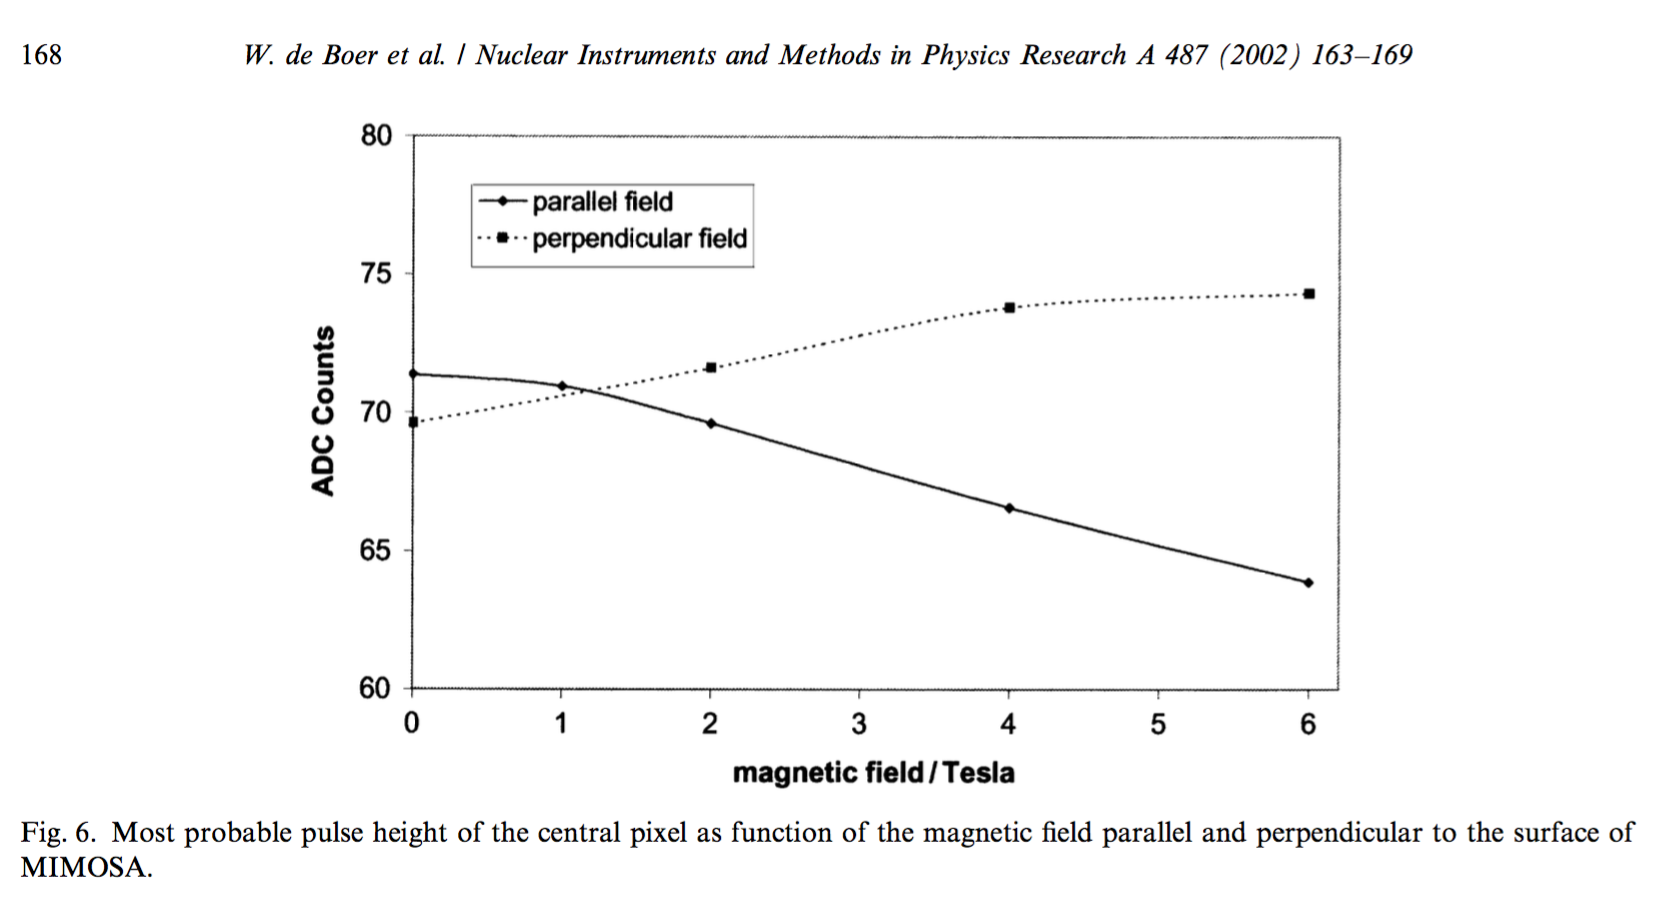 168
W. de Boer et al. / Nuclear Instruments and Methods in Physics Research A 487 (2002) 163–169
80
75
70
65
60
ADC Counts
parallel field
perpendicular field
0 1 2 3 4 5 6
magnetic field/Tesla
Fig. 6. Most probable pulse height of the central pixel as function of the magnetic field parallel and perpendicular to the surface of
MIMOSA.